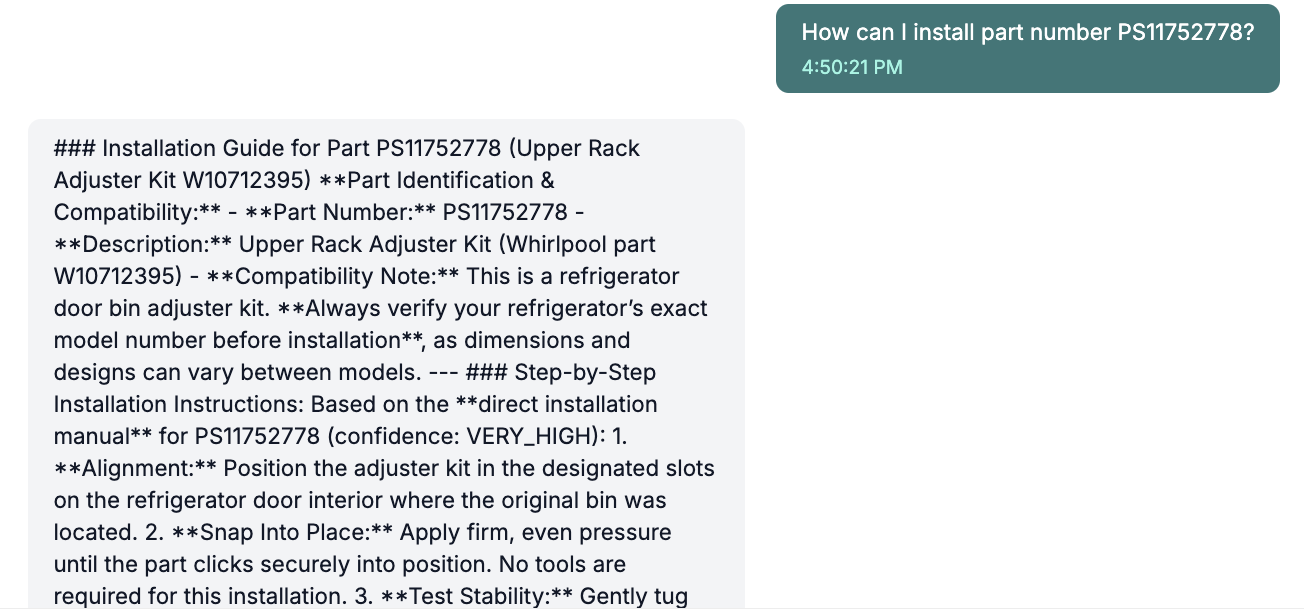 How can I install part number PS11752778?
4:50:21 PM
### Installation Guide for Part PS11752778 (Upper Rack
Adjuster Kit W10712395) **Part Identification &
Compatibility:** - **Part Number:** PS11752778 -
**Description:** Upper Rack Adjuster Kit (Whirlpool part
W10712395) - **Compatibility Note:** This is a refrigerator
door bin adjuster kit. **Always verify your refrigerator’s exact
model number before installation**, as dimensions and
designs can vary between models. --- ### Step-by-Step
Installation Instructions: Based on the **direct installation
manual** for PS11752778 (confidence: VERY_HIGH): 1.
**Alignment:** Position the adjuster kit in the designated slots
on the refrigerator door interior where the original bin was
located. 2. **Snap Into Place:** Apply firm, even pressure
until the part clicks securely into position. No tools are
required for this installation. 3. **Test Stability:** Gently tug